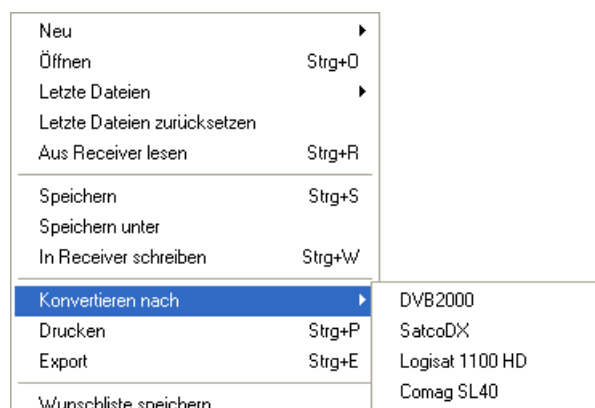 Neu
Öffnen Strg+O
Letzte Dateien
Letzte Dateien zurücksetzen
Aus Receiver lesen Strg+R
Speichern Strg+S
Speichern unter
In Receiver schreiben Strg+W
Konvertieren nach
Drucken Strg+P
Export Strg+E
Wunschliste speichern
DVB2000
SatcoDX
Logisat 1100 HD
Comag SL40